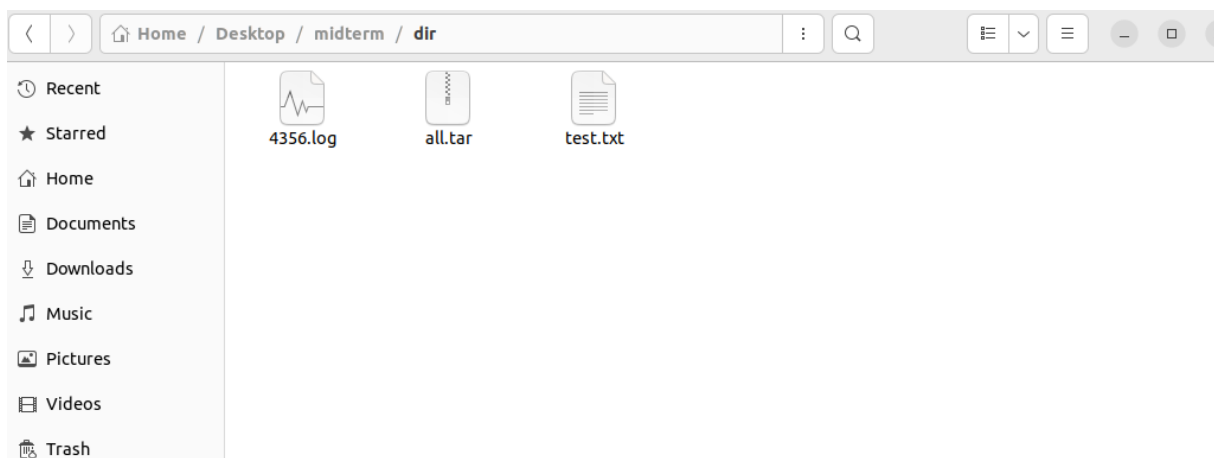 Home / Desktop / midterm / dir
Recent
Starred
Home
Documents
Downloads
Music
Pictures
Videos
Trash
4356.log
all.tar
test.txt